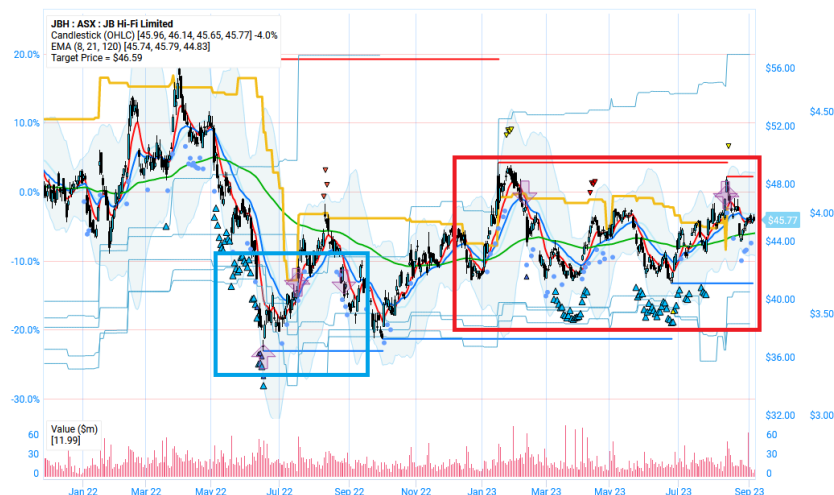 JBH : ASX : JB Hi-Fi Limited
Candlestick (OHLC) [45.96, 46.14, 45.65, 45.77] -4.0%
EMA (8, 21, 120) [45.74, 45.79, 44.83]
Target Price = $46.59
20.0%
10.0%
0.0%
-10.0%
-20.0%
-30.0%
$56.00
$52.00
$48.00
$45.77
$44.00
$40.00
$36.00
$32.00
$4.50
$4.00
$3.50
$3.00
Value ($m)
[11.99]
60
30
0
60
30
0
Jan 22
Mar 22
May 22
Jul 22
Sep 22
Nov 22
Jan 23
Mar 23
May 23
Jul 23
Sep 23